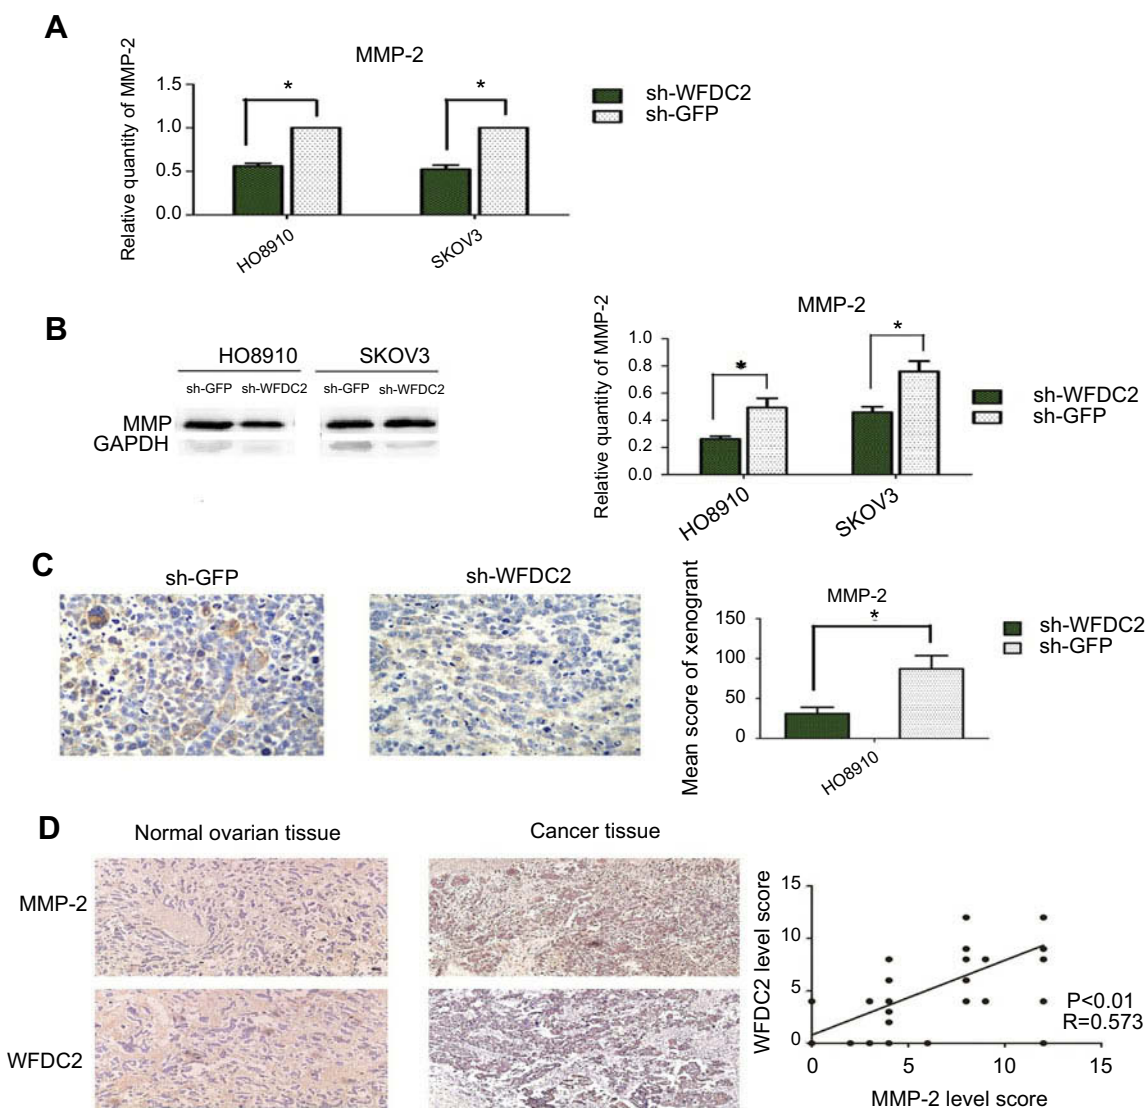 A
MMP-2
Relative quantity of MMP-2
1.5
1.0
0.5
0.0
*
*
HO8910
SKOV3
sh-WFDC2
sh-GFP
B
HO8910
SKOV3
sh-GFP
sh-WFDC2
sh-GFP
sh-WFDC2
MMP
GAPDH
MMP-2
Relative quantity of MMP-2
1.0
0.8
0.6
0.4
0.2
0.0
*
*
HO8910
SKOV3
sh-WFDC2
sh-GFP
C
sh-GFP
sh-WFDC2
MMP-2
Mean score of xenogrant
150
100
50
0
*
HO8910
sh-WFDC2
sh-GFP
D
Normal ovarian tissue
Cancer tissue
MMP-2
WFDC2
WFDC2 level score
15
10
5
0
0
5
10
15
P<0.01
R=0.573
MMP-2 level score